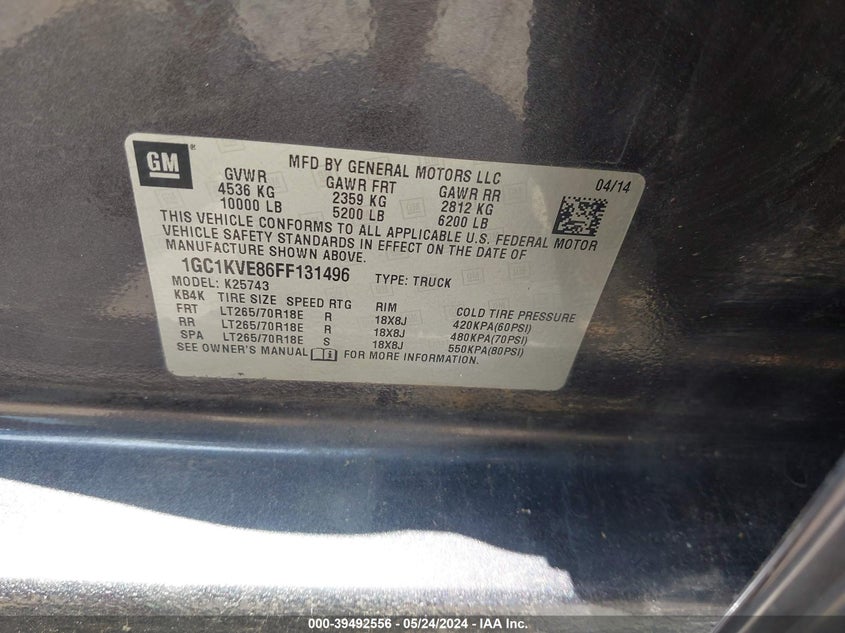 GM
®
MFD BY GENERAL MOTORS LLC
04/14
GVWR GAWR FRT GAWR RR
4536 KG 2359 KG 2812 KG
10000 LB 5200 LB 6200 LB
THIS VEHICLE CONFORMS TO ALL APPLICABLE U.S. FEDERAL MOTOR
VEHICLE SAFETY STANDARDS IN EFFECT ON THE DATE OF
MANUFACTURE SHOWN ABOVE.
1GC1KVE86FF131496 TYPE: TRUCK
MODEL: K25743
KB4K TIRE SIZE SPEED RTG RIM COLD TIRE PRESSURE
FRT LT265/70R18E R 18X8J 420KPA(60PSI)
RR LT265/70R18E R 18X8J 480KPA(70PSI)
SPA LT265/70R18E S 18X8J 550KPA(80PSI)
SEE OWNER'S MANUAL FOR MORE INFORMATION.
000-39492556 - 05/24/2024 - IAA Inc.